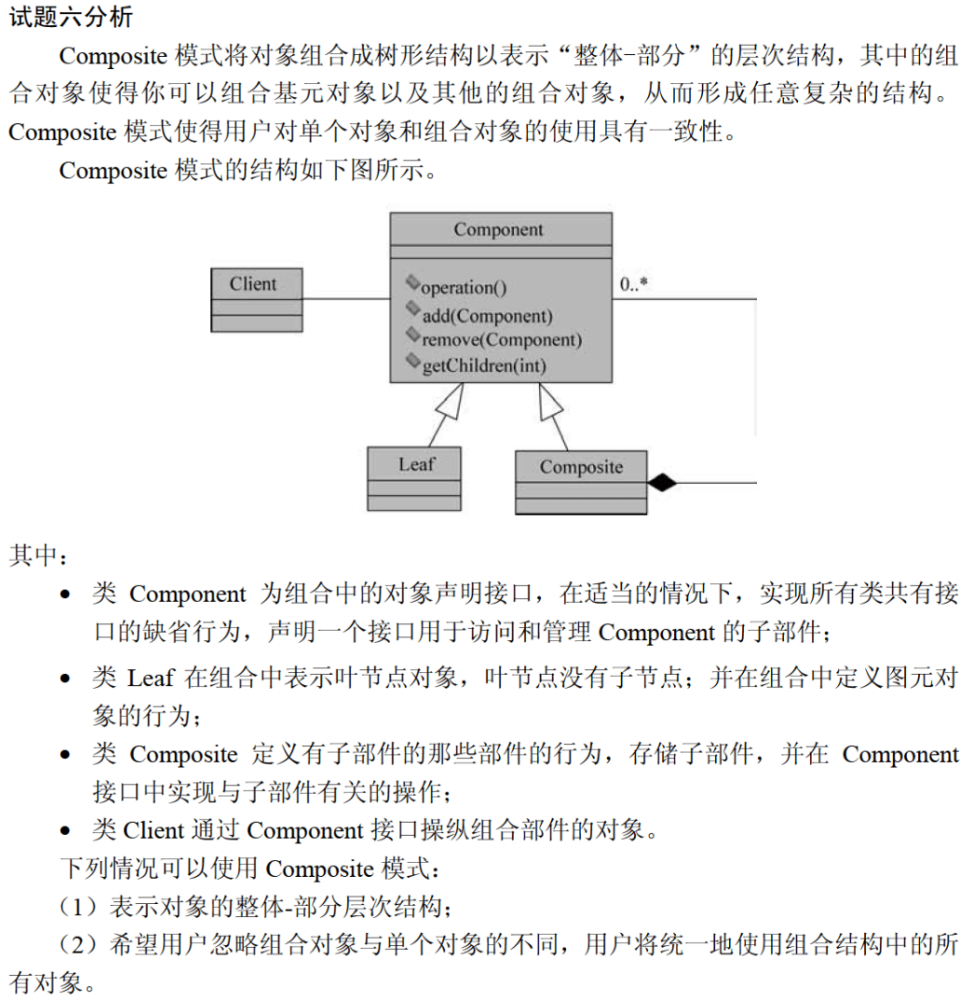 试题六分析
Composite 模式将对象组合成树形结构以表示“整体-部分”的层次结构，其中的组
合对象使得你可以组合基元对象以及其他的组合对象，从而形成任意复杂的结构。
Composite 模式使得用户对单个对象和组合对象的使用具有一致性。
Composite 模式的结构如下图所示。
Component
Client
operation()
0..*
add(Component)
remove(Component)
getChildren(int)
Leaf
Composite
其中：
• 类 Component 为组合中的对象声明接口，在适当的情况下，实现所有类共有接
口的缺省行为，声明一个接口用于访问和管理 Component 的子部件；
• 类 Leaf 在组合中表示叶节点对象，叶节点没有子节点；并在组合中定义图元对
象的行为；
• 类 Composite 定义有子部件的那些部件的行为，存储子部件，并在 Component
接口中实现与子部件有关的操作；
• 类 Client 通过 Component 接口操纵组合部件的对象。
下列情况可以使用 Composite 模式：
（1）表示对象的整体-部分层次结构；
（2）希望用户忽略组合对象与单个对象的不同，用户将统一地使用组合结构中的所
有对象。